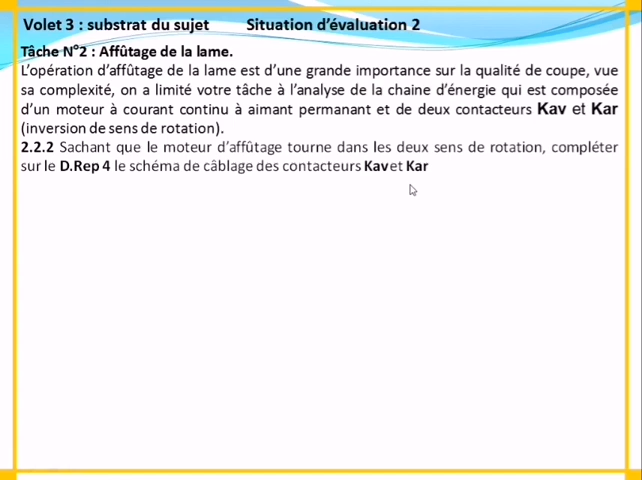 Volet 3 : substrat du sujet Situation d'évaluation 2
Tâche N°2 : Affûtage de la lame.
L'opération d'affûtage de la lame est d'une grande importance sur la qualité de coupe, vue
sa complexité, on a limité votre tâche à l'analyse de la chaine d'énergie qui est composée
d'un moteur à courant continu à aimant permanant et de deux contacteurs Kav et Kar
(inversion de sens de rotation).
2.2.2 Sachant que le moteur d'affûtage tourne dans les deux sens de rotation, compléter
sur le D.Rep 4 le schéma de câblage des contacteurs Kav et Kar